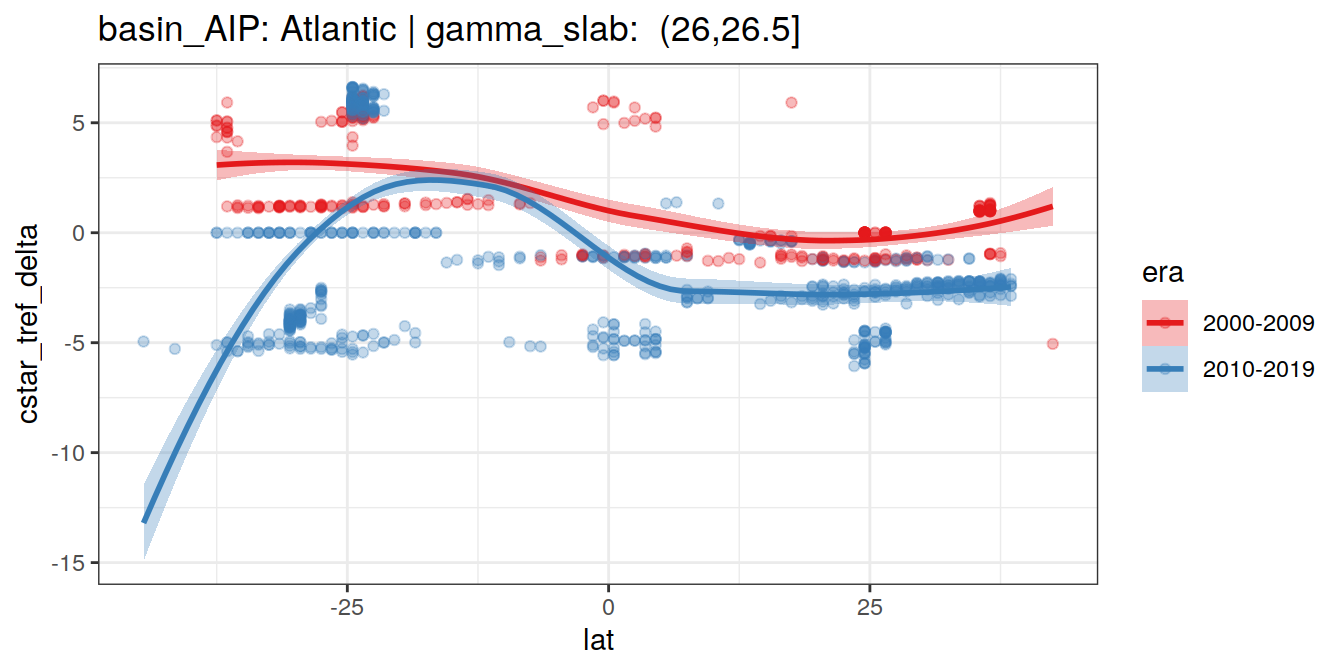 basin_AIP: Atlantic | gamma_slab:  (26,26.5]
cstar_tref_delta
5
0
-5
-10
-15
-25
0
25
lat
era
2000-2009
2010-2019